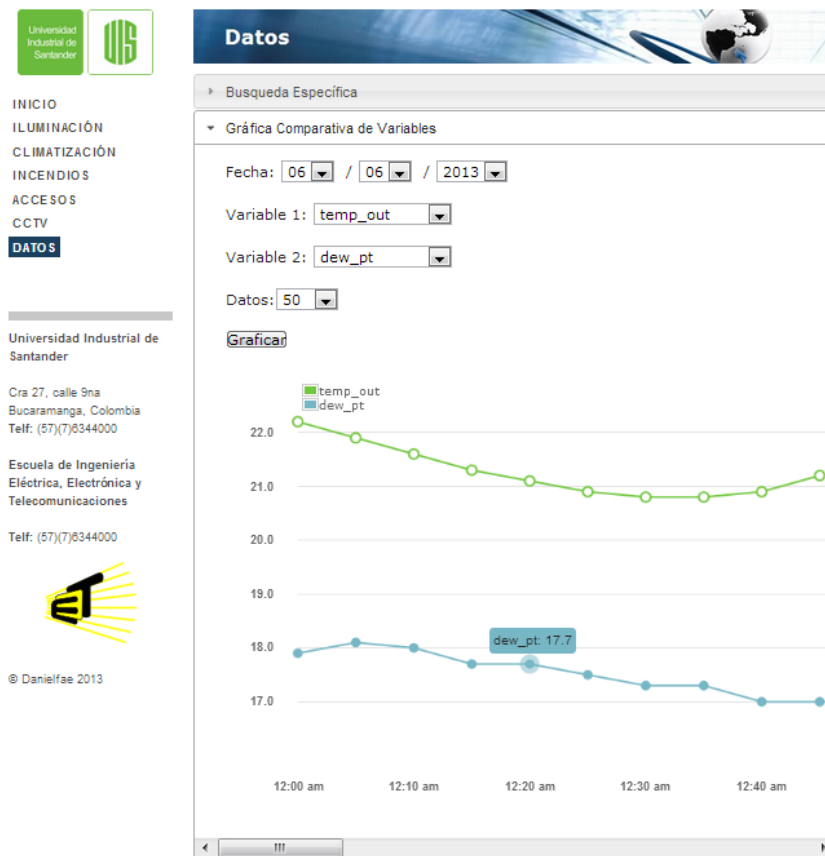 Universidad
Industrial de
Santander
UIS
INICIO
ILUMINACIÓN
CLIMATIZACIÓN
INCENDIOS
ACCESOS
CCTV
DATOS
Universidad Industrial de
Santander
Cra 27, calle 9na
Bucaramanga, Colombia
Telf: (57)(7)6344000
Escuela de Ingeniería
Eléctrica, Electrónica y
Telecomunicaciones
Telf: (57)(7)6344000
© Danielfae 2013
Datos
Busqueda Específica
Gráfica Comparativa de Variables
Fecha: 06 / 06 / 2013
Variable 1: temp_out
Variable 2: dew_pt
Datos: 50
Graficar
temp_out
dew_pt
22.0
21.0
20.0
19.0
18.0
17.0
dew_pt: 17.7
12:00 am 12:10 am 12:20 am 12:30 am 12:40 am